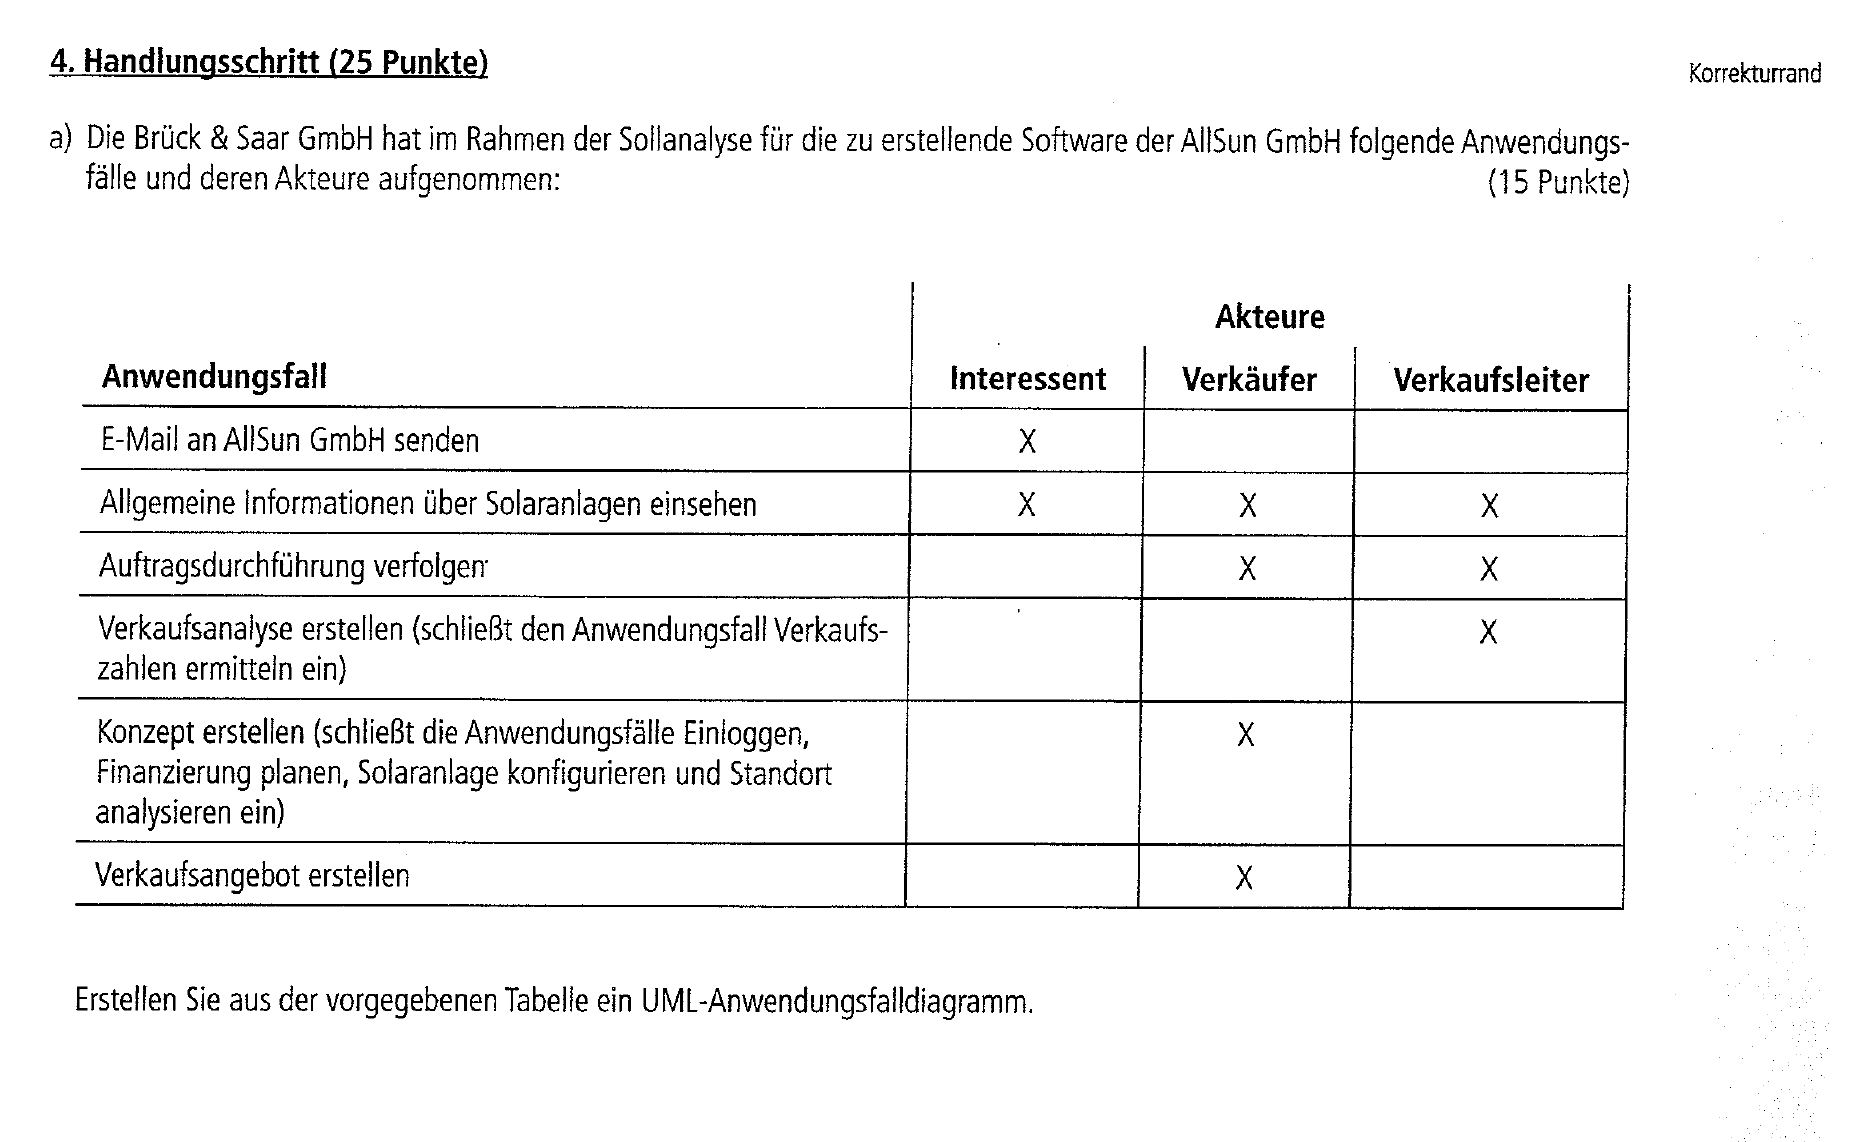 4. Handlungsschritt (25 Punkte)
Korrekturrand
a) Die Brück & Saar GmbH hat im Rahmen der Sollanalyse für die zu erstellende Software der AllSun GmbH folgende Anwendungs-
fälle und deren Akteure aufgenommen: (15 Punkte)
Akteure
Anwendungsfall Interessent Verkäufer Verkaufsleiter
E-Mail an AllSun GmbH senden X
Allgemeine Informationen über Solaranlagen einsehen X X X
Auftragsdurchführung verfolgen X X
Verkaufsanalyse erstellen (schließt den Anwendungsfall Verkaufs- X
zahlen ermitteln ein)
Konzept erstellen (schließt die Anwendungsfälle Einloggen, X
Finanzierung planen, Solaranlage konfigurieren und Standort
analysieren ein)
Verkaufsangebot erstellen X
Erstellen Sie aus der vorgegebenen Tabelle ein UML-Anwendungsfalldiagramm.